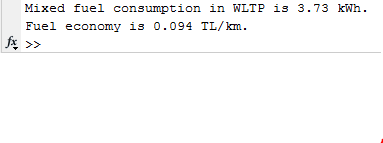 Mixed fuel consumption in WLTP is 3.73 kWh.
Fuel economy is 0.094 TL/km.
fx >>